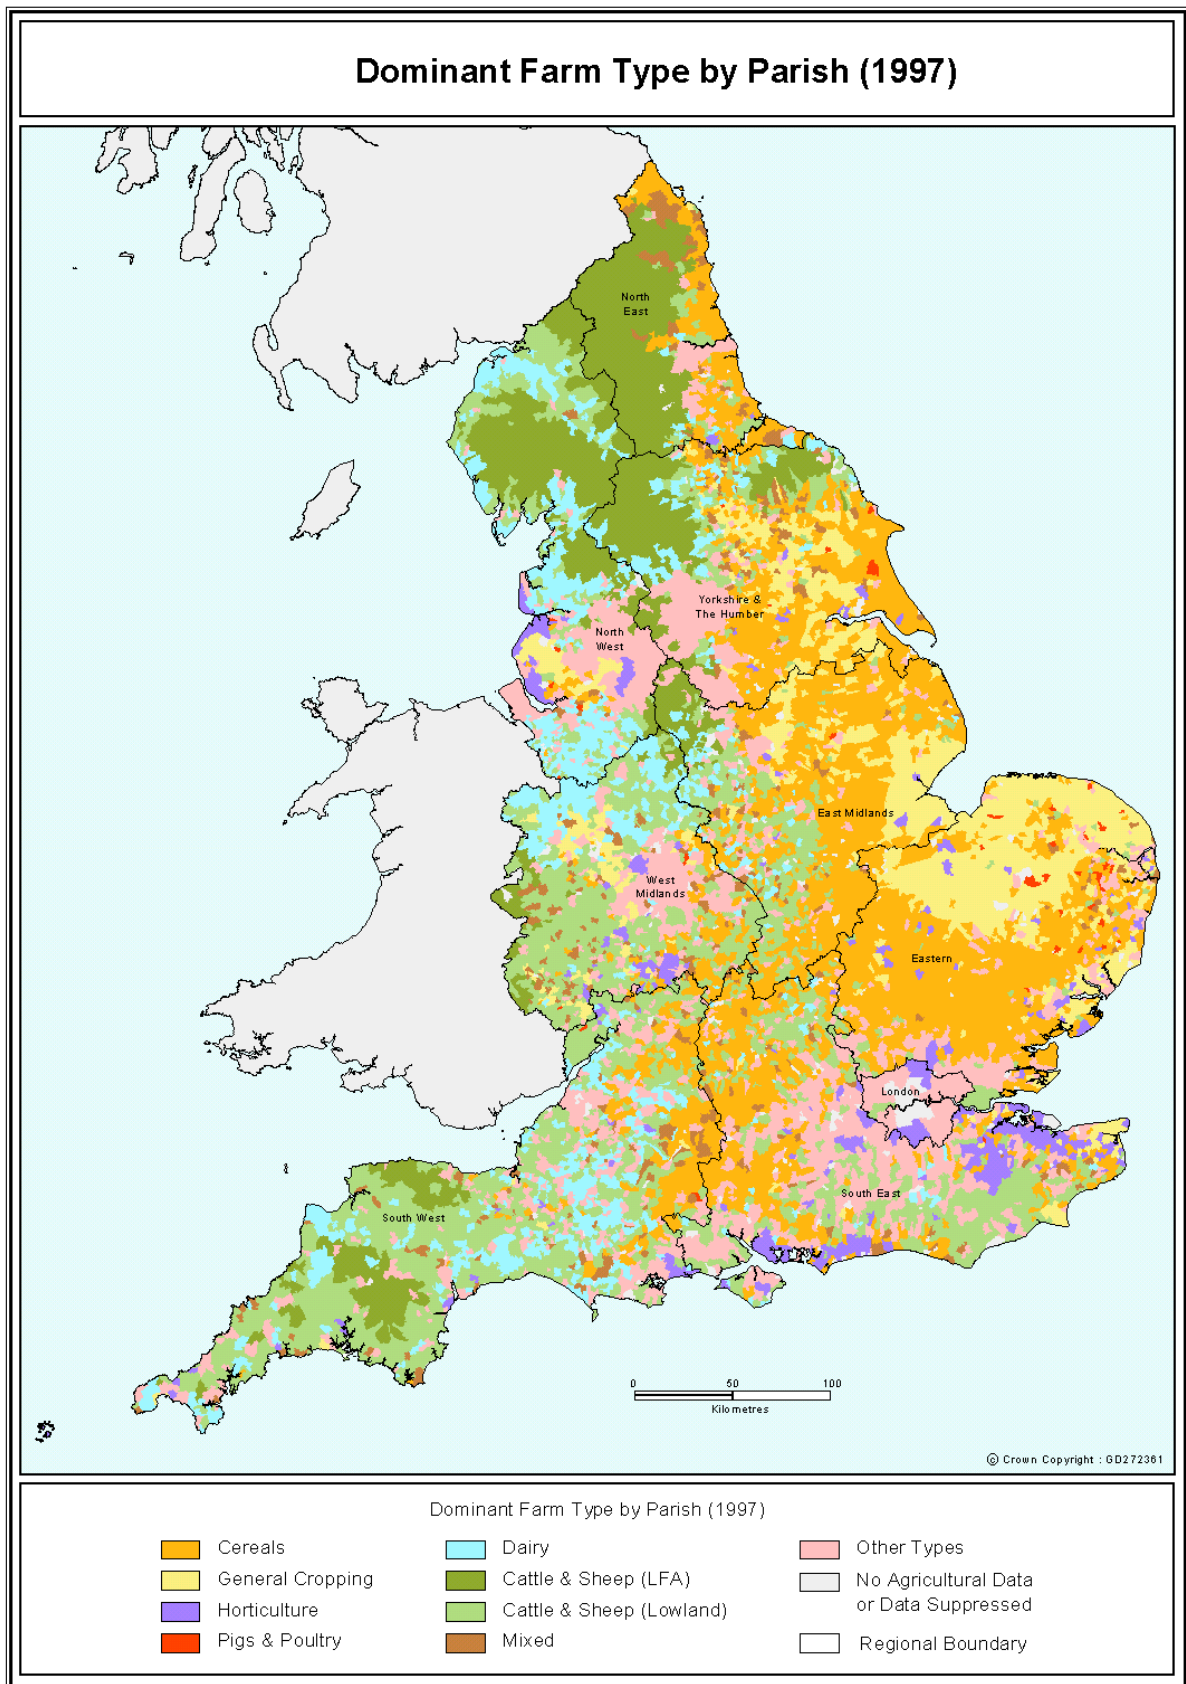 Dominant Farm Type by Parish (1997)
North
East
Yorkshire &
The Humber
North
West
East Midlands
West
Midlands
Eastern
London
South East
South West
0 50 100
Kilometres
© Crown Copyright : GD272361
Dominant Farm Type by Parish (1997)
Cereals
General Cropping
Horticulture
Pigs & Poultry
Dairy
Cattle & Sheep (LFA)
Cattle & Sheep (Lowland)
Mixed
Other Types
No Agricultural Data
or Data Suppressed
Regional Boundary